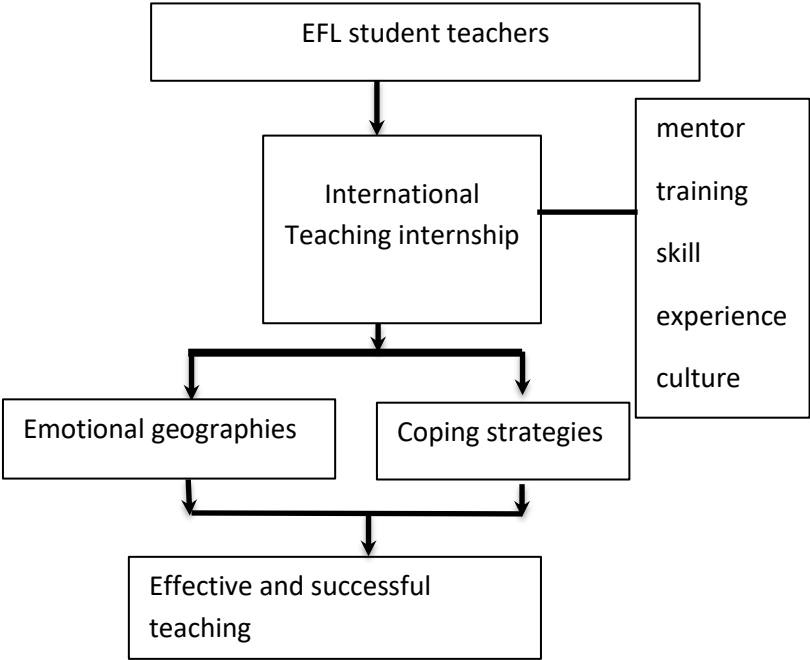 EFL student teachers
mentor
training
skill
experience
culture
International
Teaching internship
Emotional geographies
Coping strategies
Effective and successful
teaching